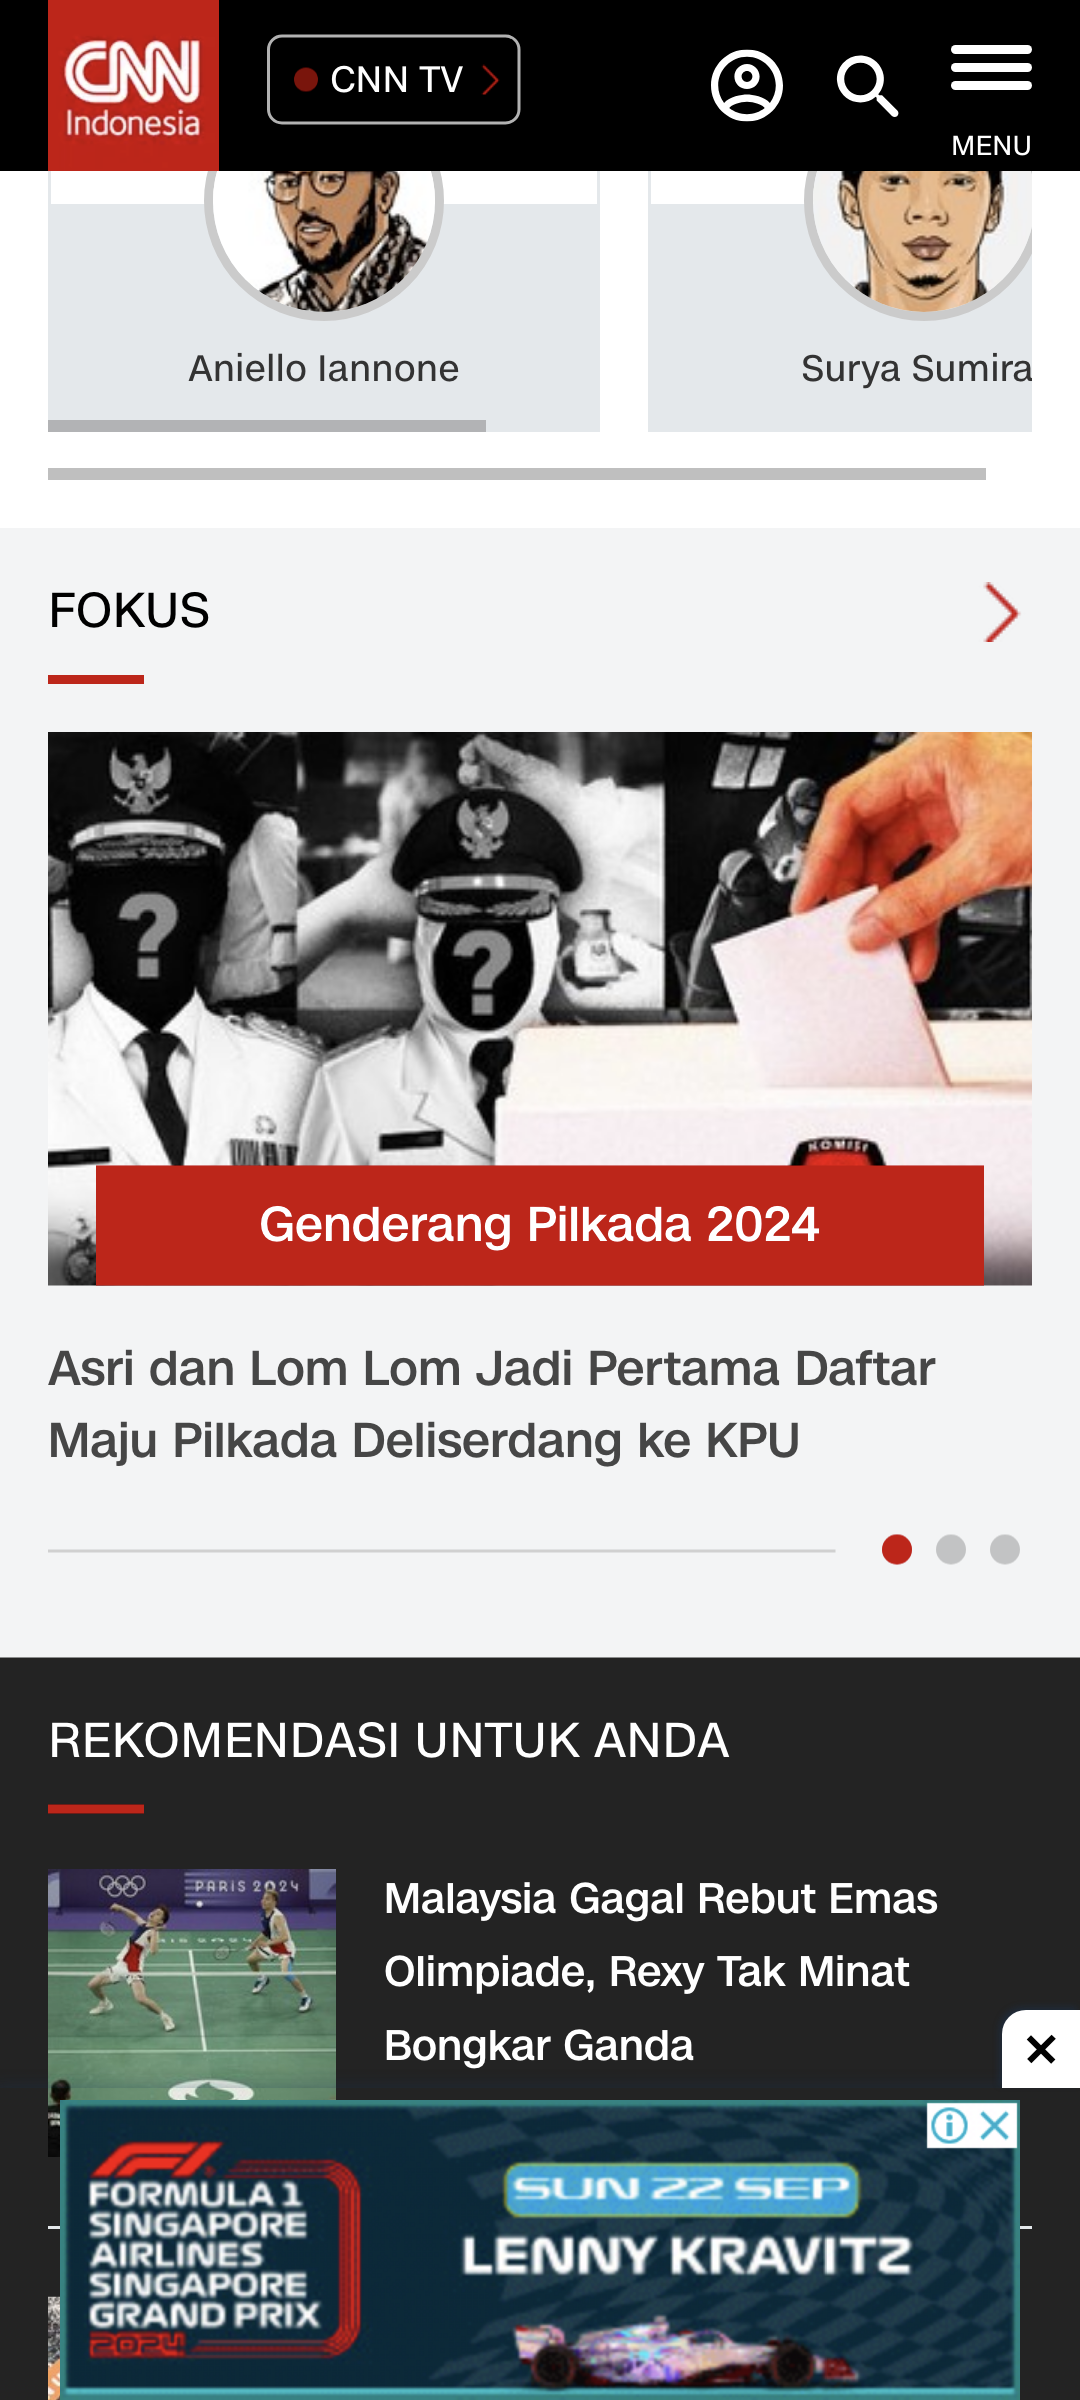 CNN
Indonesia
CNN TV
MENU
Aniello Iannone
Surya Sumira
FOKUS
?
?
KOMISI
Genderang Pilkada 2024
Asri dan Lom Lom Jadi Pertama Daftar
Maju Pilkada Deliserdang ke KPU
REKOMENDASI UNTUK ANDA
PARIS 2024
Malaysia Gagal Rebut Emas
Olimpiade, Rexy Tak Minat
Bongkar Ganda
F1
FORMULA 1
SINGAPORE
AIRLINES
SINGAPORE
GRAND PRIX
2024
SUN 22 SEP
LENNY KRAVITZ